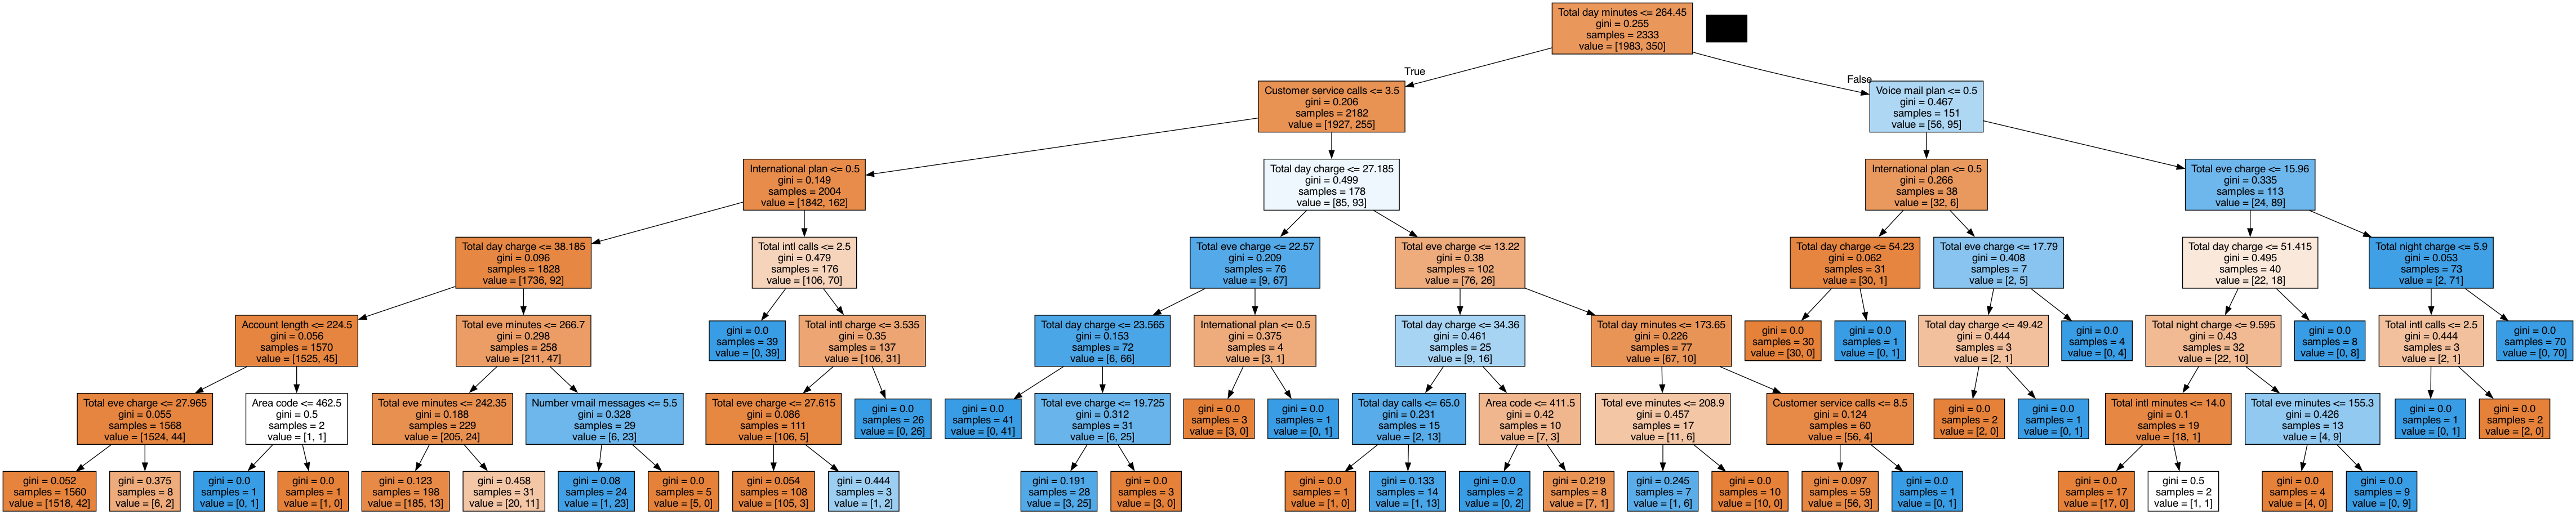 Total day minutes <= 264.45
gini = 0.255
samples = 2333
value = [1983, 350]
True
False
Customer service calls <= 3.5
gini = 0.206
samples = 2182
value = [1927, 255]
Voice mail plan <= 0.5
gini = 0.467
samples = 151
value = [56, 95]
International plan <= 0.5
gini = 0.149
samples = 2004
value = [1842, 162]
Total day charge <= 27.185
gini = 0.499
samples = 178
value = [85, 93]
International plan <= 0.5
gini = 0.266
samples = 38
value = [32, 6]
Total eve charge <= 15.96
gini = 0.335
samples = 113
value = [24, 89]
Total day charge <= 38.185
gini = 0.096
samples = 1828
value = [1736, 92]
Total intl calls <= 2.5
gini = 0.479
samples = 176
value = [106, 70]
Total eve charge <= 22.57
gini = 0.209
samples = 76
value = [9, 67]
Total eve charge <= 13.22
gini = 0.38
samples = 102
value = [76, 26]
Total day charge <= 54.23
gini = 0.062
samples = 31
value = [30, 1]
Total eve charge <= 17.79
gini = 0.408
samples = 7
value = [2, 5]
Total day charge <= 51.415
gini = 0.495
samples = 40
value = [22, 18]
Total night charge <= 5.9
gini = 0.053
samples = 73
value = [2, 71]
Account length <= 224.5
gini = 0.056
samples = 1570
value = [1525, 45]
Total eve minutes <= 266.7
gini = 0.298
samples = 258
value = [211, 47]
gini = 0.0
samples = 39
value = [0, 39]
Total intl charge <= 3.535
gini = 0.35
samples = 137
value = [106, 31]
Total day charge <= 23.565
gini = 0.153
samples = 72
value = [6, 66]
International plan <= 0.5
gini = 0.375
samples = 4
value = [3, 1]
Total day charge <= 34.36
gini = 0.461
samples = 25
value = [9, 16]
Total day minutes <= 173.65
gini = 0.226
samples = 77
value = [67, 10]
gini = 0.0
samples = 30
value = [30, 0]
gini = 0.0
samples = 1
value = [0, 1]
Total day charge <= 49.42
gini = 0.444
samples = 3
value = [2, 1]
gini = 0.0
samples = 4
value = [0, 4]
Total night charge <= 9.595
gini = 0.43
samples = 32
value = [22, 10]
gini = 0.0
samples = 8
value = [0, 8]
Total intl calls <= 2.5
gini = 0.444
samples = 3
value = [2, 1]
gini = 0.0
samples = 70
value = [0, 70]
Total eve charge <= 27.965
gini = 0.055
samples = 1568
value = [1524, 44]
Area code <= 462.5
gini = 0.5
samples = 2
value = [1, 1]
Total eve minutes <= 242.35
gini = 0.188
samples = 229
value = [205, 24]
Number vmail messages <= 5.5
gini = 0.328
samples = 29
value = [6, 23]
Total eve charge <= 27.615
gini = 0.086
samples = 111
value = [106, 5]
gini = 0.0
samples = 26
value = [0, 26]
gini = 0.0
samples = 41
value = [0, 41]
Total eve charge <= 19.725
gini = 0.312
samples = 31
value = [6, 25]
gini = 0.0
samples = 3
value = [3, 0]
gini = 0.0
samples = 1
value = [0, 1]
Total day calls <= 65.0
gini = 0.231
samples = 15
value = [2, 13]
Area code <= 411.5
gini = 0.42
samples = 10
value = [7, 3]
Total eve minutes <= 208.9
gini = 0.457
samples = 17
value = [11, 6]
Customer service calls <= 8.5
gini = 0.124
samples = 60
value = [56, 4]
gini = 0.0
samples = 2
value = [2, 0]
gini = 0.0
samples = 1
value = [0, 1]
Total intl minutes <= 14.0
gini = 0.1
samples = 19
value = [18, 1]
Total eve minutes <= 155.3
gini = 0.426
samples = 13
value = [4, 9]
gini = 0.0
samples = 1
value = [0, 1]
gini = 0.0
samples = 2
value = [2, 0]
gini = 0.052
samples = 1560
value = [1518, 42]
gini = 0.375
samples = 8
value = [6, 2]
gini = 0.0
samples = 1
value = [0, 1]
gini = 0.0
samples = 1
value = [1, 0]
gini = 0.123
samples = 198
value = [185, 13]
gini = 0.458
samples = 31
value = [20, 11]
gini = 0.08
samples = 24
value = [1, 23]
gini = 0.0
samples = 5
value = [5, 0]
gini = 0.054
samples = 108
value = [105, 3]
gini = 0.444
samples = 3
value = [1, 2]
gini = 0.191
samples = 28
value = [3, 25]
gini = 0.0
samples = 3
value = [3, 0]
gini = 0.0
samples = 1
value = [1, 0]
gini = 0.133
samples = 14
value = [1, 13]
gini = 0.0
samples = 2
value = [0, 2]
gini = 0.219
samples = 8
value = [7, 1]
gini = 0.245
samples = 7
value = [1, 6]
gini = 0.0
samples = 10
value = [10, 0]
gini = 0.097
samples = 59
value = [56, 3]
gini = 0.0
samples = 1
value = [0, 1]
gini = 0.0
samples = 17
value = [17, 0]
gini = 0.5
samples = 2
value = [1, 1]
gini = 0.0
samples = 4
value = [4, 0]
gini = 0.0
samples = 9
value = [0, 9]